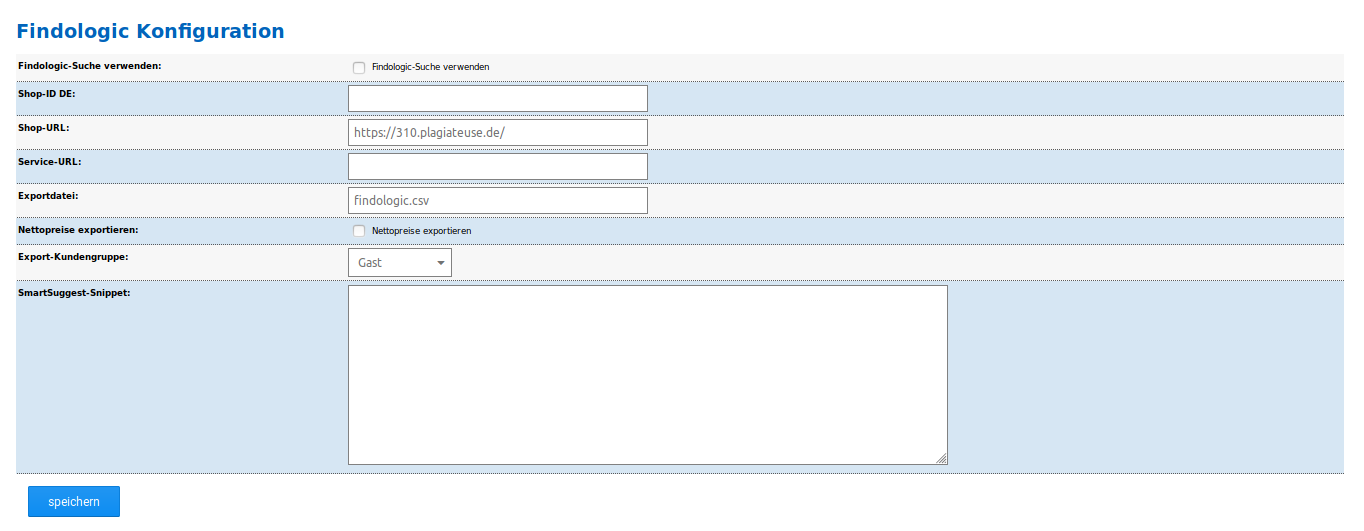 Findologic Konfiguration
Findologic-Suche verwenden: Findologic-Suche verwenden
Shop-ID DE:
Shop-URL: https://310.plagiateuse.de/
Service-URL:
Exportdatei: findologic.csv
Nettopreise exportieren: Nettopreise exportieren
Export-Kundengruppe: Gast
SmartSuggest-Snippet:
speichern